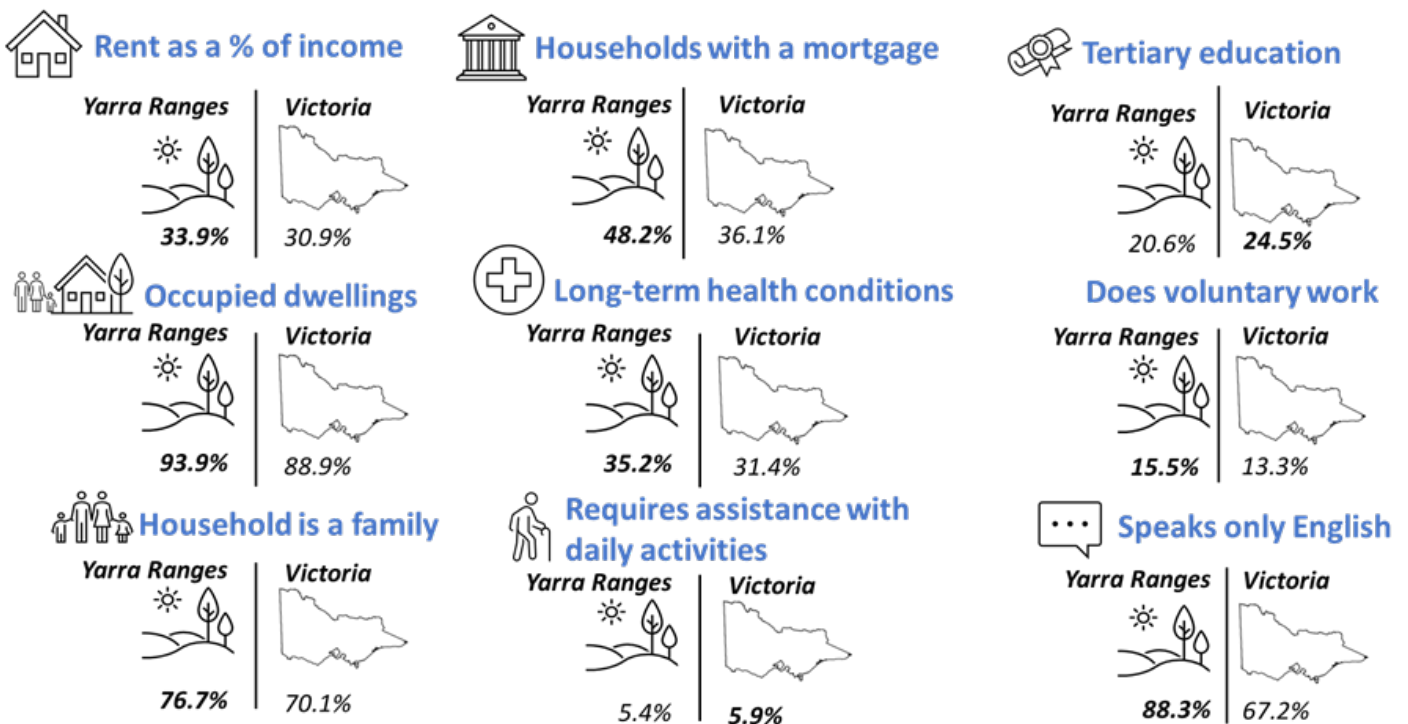 Rent as a % of income
Yarra Ranges
Victoria
33.9%
30.9%
Households with a mortgage
Yarra Ranges
Victoria
48.2%
36.1%
Tertiary education
Yarra Ranges
Victoria
20.6%
24.5%
Occupied dwellings
Yarra Ranges
Victoria
93.9%
88.9%
Long-term health conditions
Yarra Ranges
Victoria
35.2%
31.4%
Does voluntary work
Yarra Ranges
Victoria
15.5%
13.3%
Household is a family
Yarra Ranges
Victoria
76.7%
70.1%
Requires assistance with
daily activities
Yarra Ranges
Victoria
5.4%
5.9%
Speaks only English
Yarra Ranges
Victoria
88.3%
67.2%